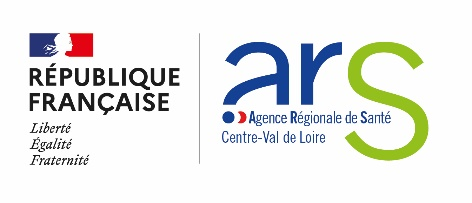 RÉPUBLIQUE
FRANÇAISE
Liberté
Égalité
Fraternité
ars
Agence Régionale de Santé
Centre-Val de Loire